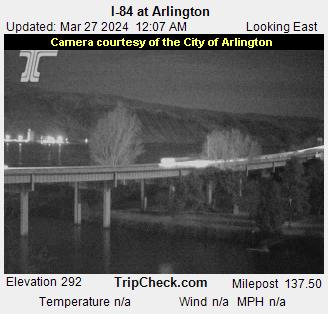 I-84 at Arlington
Updated: Mar 27 2024 12:07 AM Looking East
Camera courtesy of the City of Arlington
Elevation 292 TripCheck.com Milepost 137.50
Temperature n/a Wind n/a MPH n/a